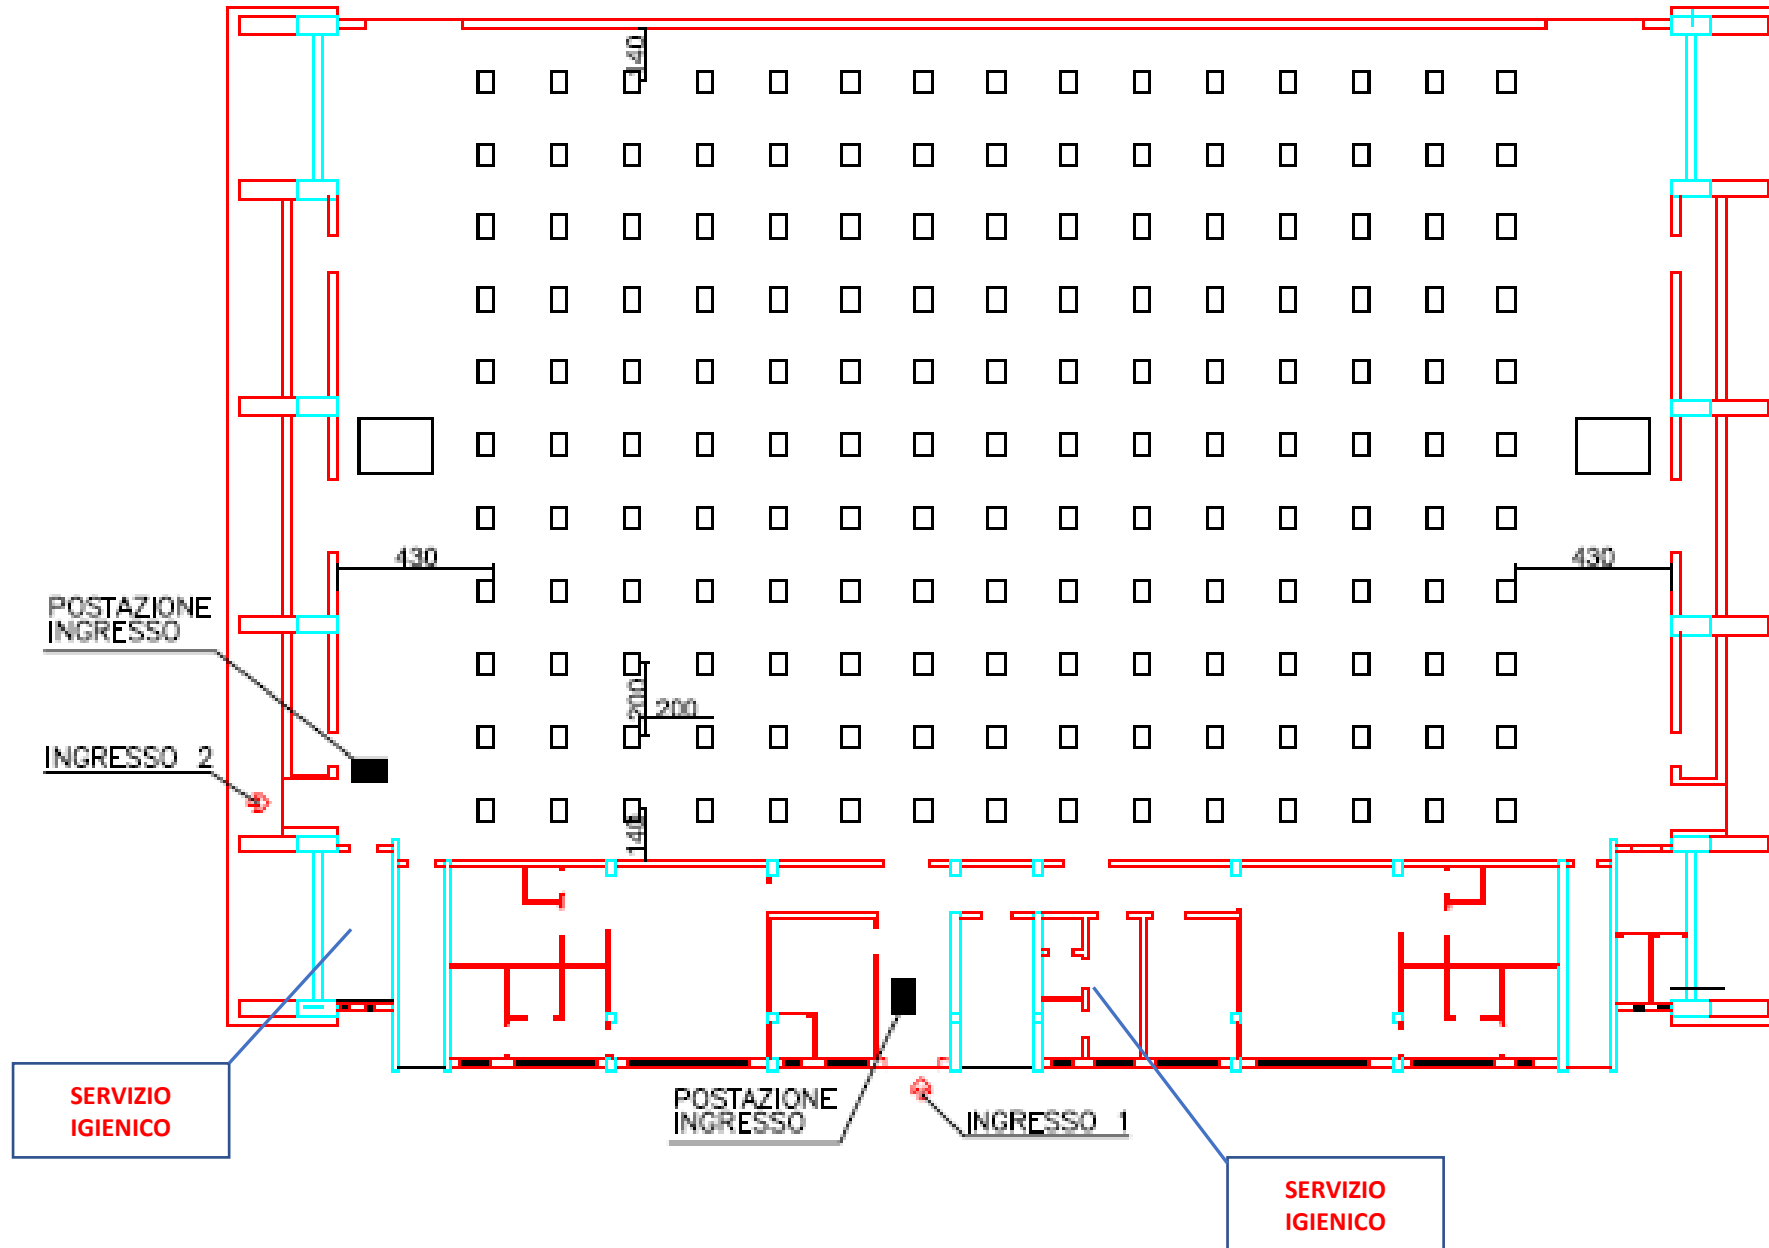 140
430
430
POSTAZIONE
INGRESSO
200
200
INGRESSO 2
140
SERVIZIO
IGIENICO
POSTAZIONE
INGRESSO
INGRESSO 1
SERVIZIO
IGIENICO